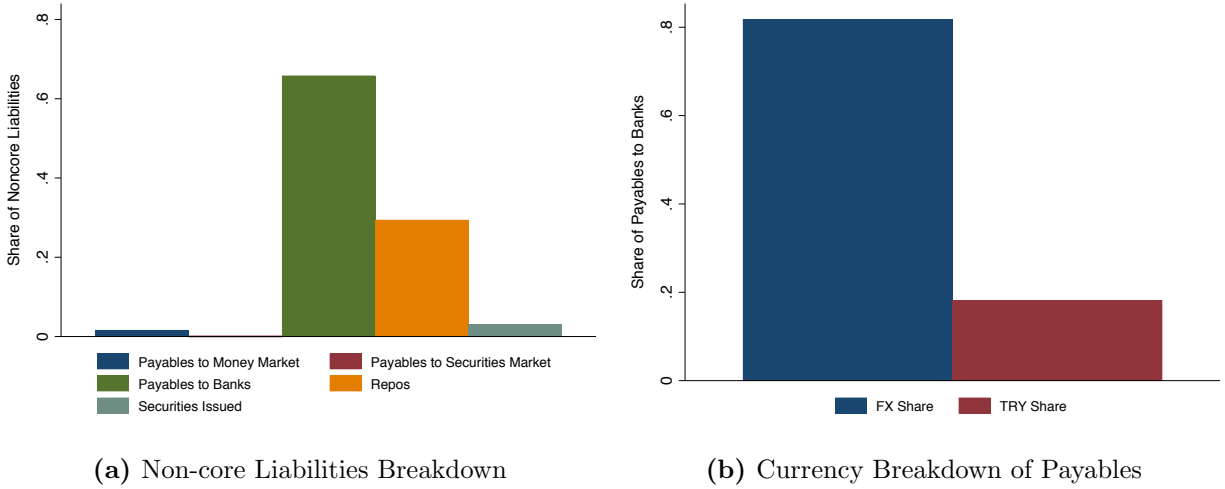 Share of Noncore Liabilities
.8
.6
.4
.2
0
Payables to Money Market
Payables to Securities Market
Payables to Banks
Repos
Securities Issued
(a) Non-core Liabilities Breakdown
Share of Payables to Banks
.8
.6
.4
.2
0
FX Share
TRY Share
(b) Currency Breakdown of Payables